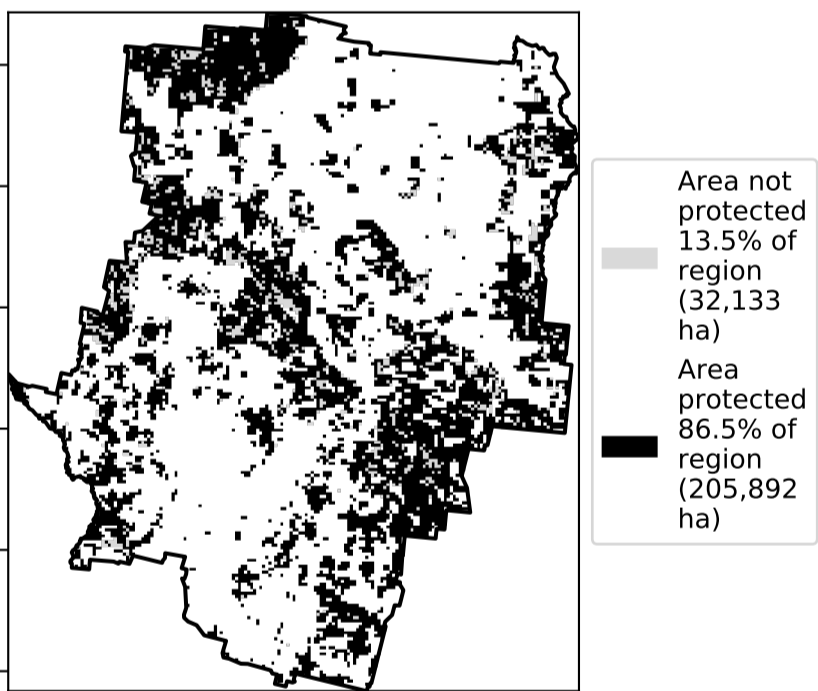 Area not
protected
13.5% of
region
(32,133
ha)
Area
protected
86.5% of
region
(205,892
ha)